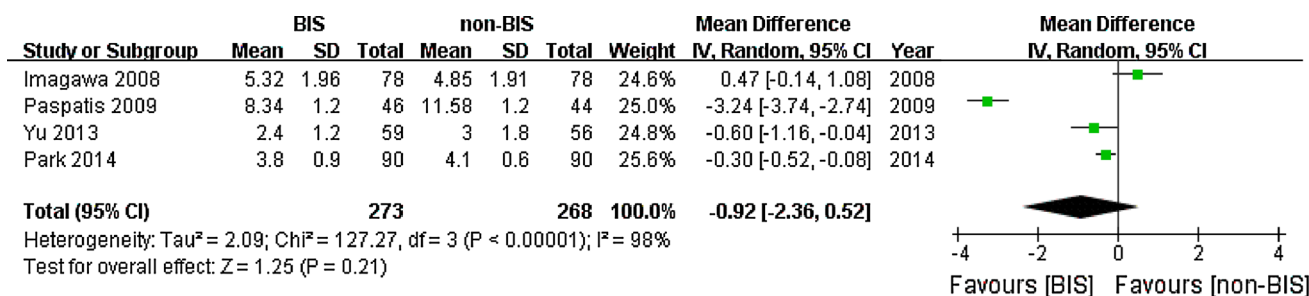 BIS non-BIS Mean Difference Mean Difference
Study or Subgroup Mean SD Total Mean SD Total Weight IV, Random, 95% CI Year IV, Random, 95% CI
Imagawa 2008 5.32 1.96 78 4.85 1.91 78 24.6% 0.47 [-0.14, 1.08] 2008
Paspatis 2009 8.34 1.2 46 11.58 1.2 44 25.0% -3.24 [-3.74, -2.74] 2009
Yu 2013 2.4 1.2 59 3 1.8 56 24.8% -0.60 [-1.16, -0.04] 2013
Park 2014 3.8 0.9 90 4.1 0.6 90 25.6% -0.30 [-0.52, -0.08] 2014
Total (95% CI) 273 268 100.0% -0.92 [-2.36, 0.52]
Heterogeneity: Tau² = 2.09; Chi² = 127.27, df = 3 (P < 0.00001); I² = 98%
Test for overall effect: Z = 1.25 (P = 0.21)
-4 -2 0 2 4
Favours [BIS] Favours [non-BIS]